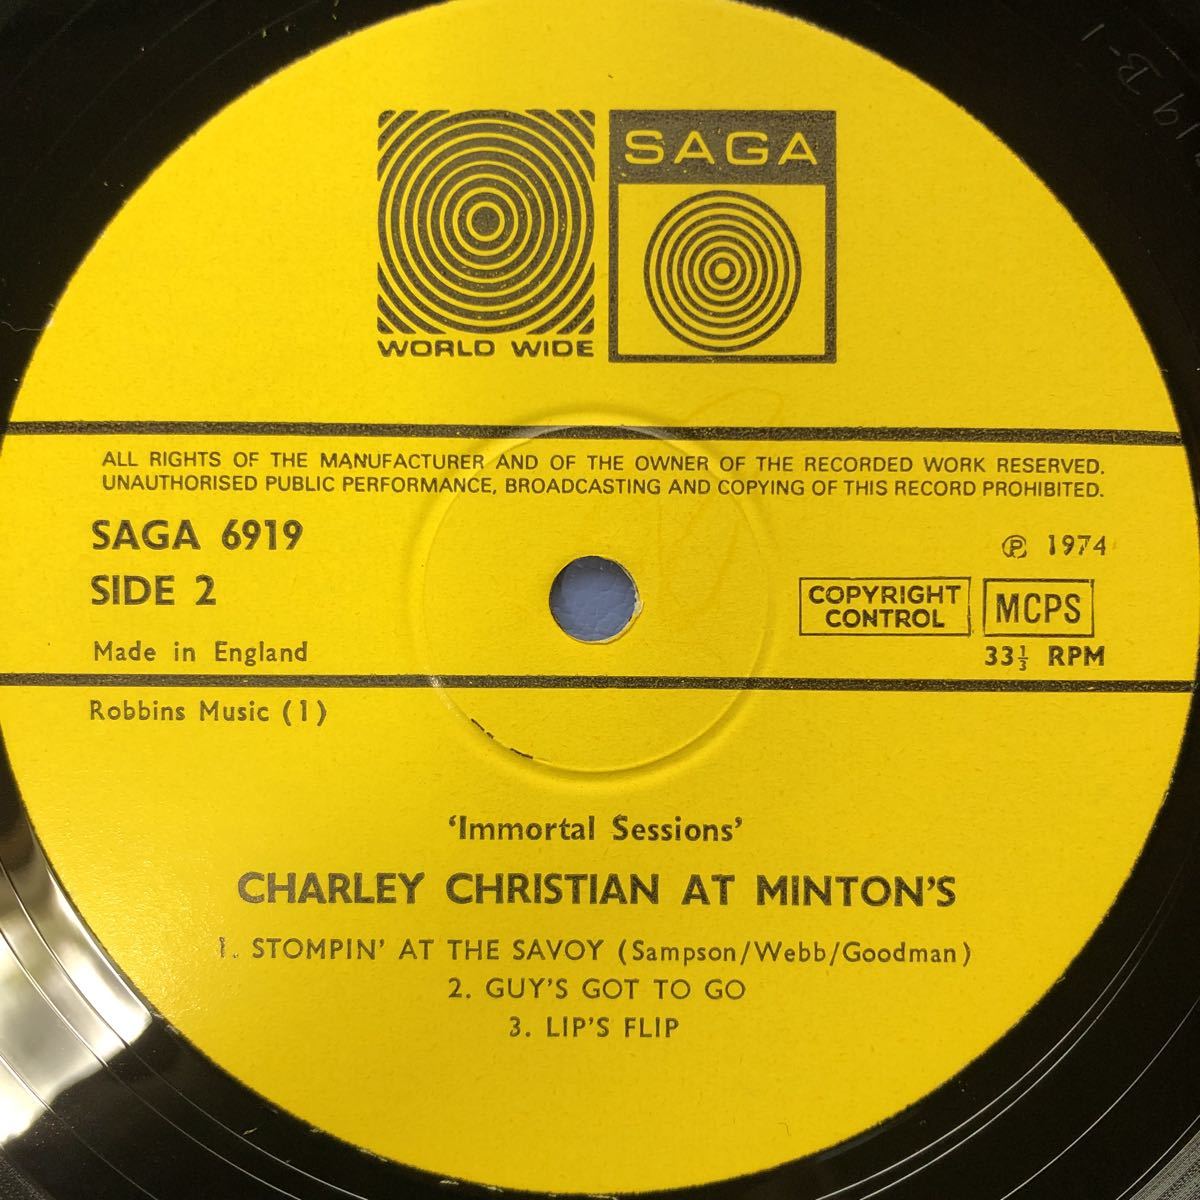 SAGA
WORLD WIDE
ALL RIGHTS OF THE MANUFACTURER AND OF THE OWNER OF THE RECORDED WORK RESERVED.
UNAUTHORISED PUBLIC PERFORMANCE, BROADCASTING AND COPYING OF THIS RECORD PROHIBITED.
SAGA 6919
℗ 1974
SIDE 2
COPYRIGHT
CONTROL
MCPS
Made in England
33⅓ RPM
Robbins Music (1)
‘Immortal Sessions’
CHARLEY CHRISTIAN AT MINTON'S
1. STOMPIN' AT THE SAVOY (Sampson/Webb/Goodman)
2. GUY'S GOT TO GO
3. LIP'S FLIP